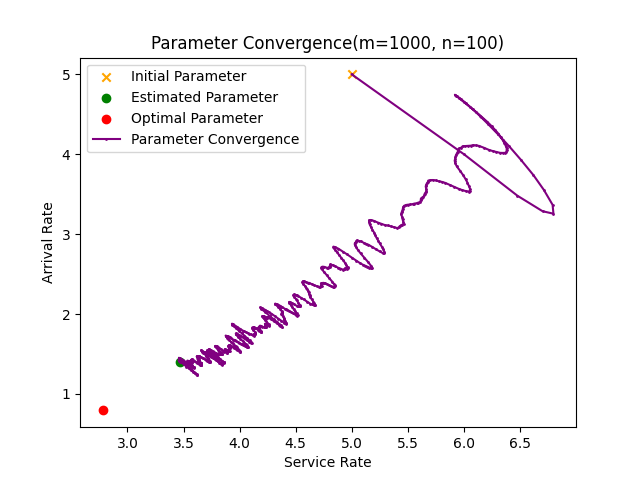 Parameter Convergence(m=1000, n=100)
Initial Parameter
Estimated Parameter
Optimal Parameter
Parameter Convergence
Arrival Rate
5
4
3
2
1
3.0 3.5 4.0 4.5 5.0 5.5 6.0 6.5
Service Rate